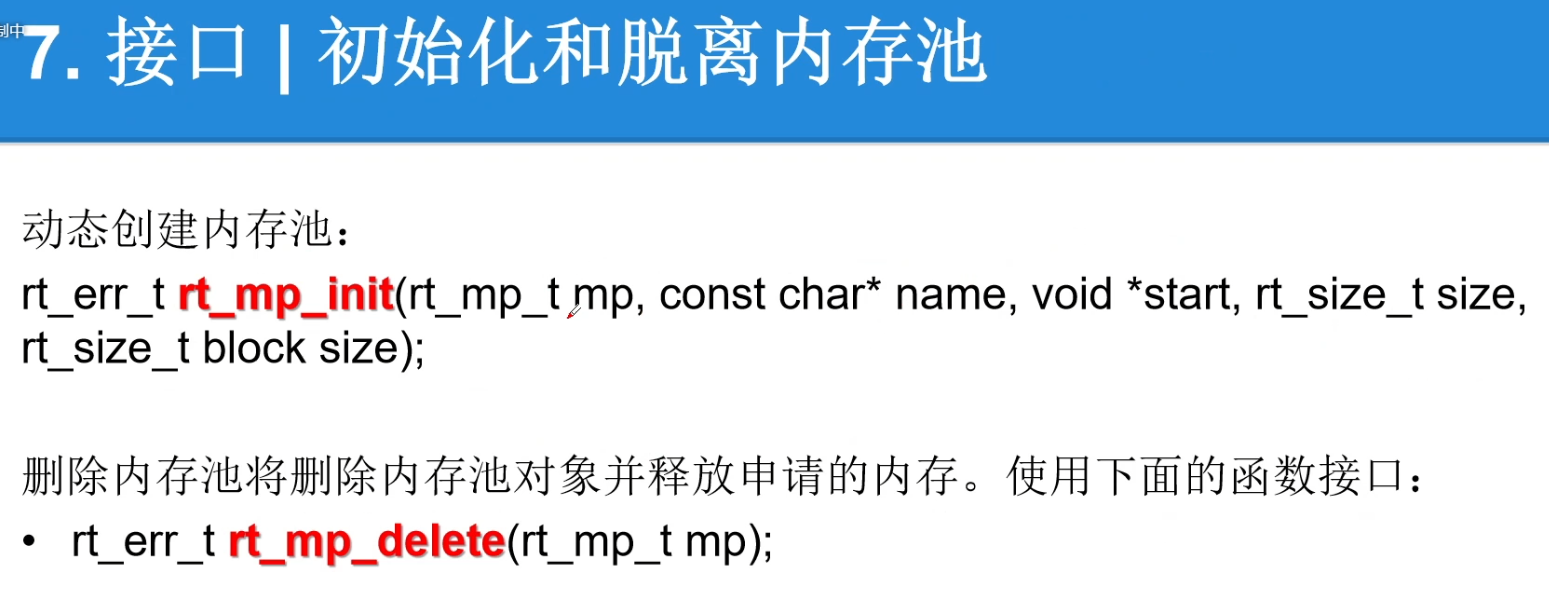 制中
7. 接口 | 初始化和脱离内存池
动态创建内存池：
rt_err_t rt_mp_init(rt_mp_t mp, const char* name, void *start, rt_size_t size,
rt_size_t block size);
删除内存池将删除内存池对象并释放申请的内存。使用下面的函数接口：
• rt_err_t rt_mp_delete(rt_mp_t mp);